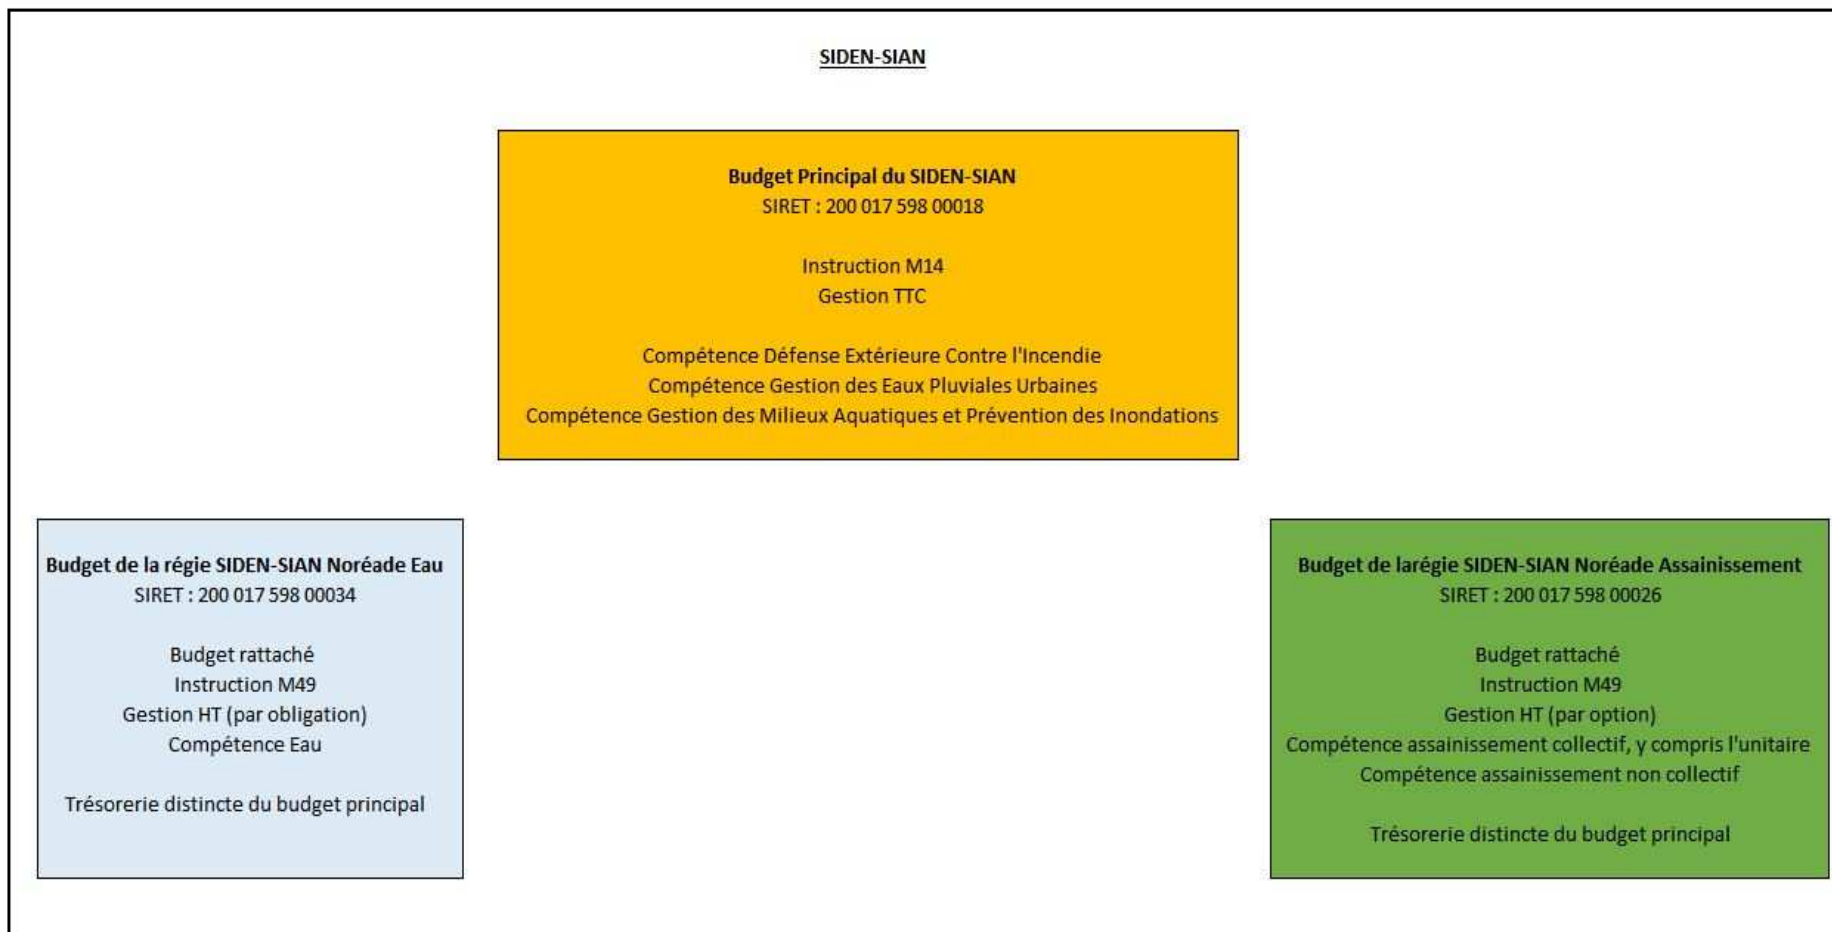 SIDEN-SIAN
Budget Principal du SIDEN-SIAN
SIRET : 200 017 598 00018
Instruction M14
Gestion TTC
Compétence Défense Extérieure Contre l'Incendie
Compétence Gestion des Eaux Pluviales Urbaines
Compétence Gestion des Milieux Aquatiques et Prévention des Inondations
Budget de la régie SIDEN-SIAN Noréade Eau
SIRET : 200 017 598 00034
Budget rattaché
Instruction M49
Gestion HT (par obligation)
Compétence Eau
Trésorerie distincte du budget principal
Budget de larégie SIDEN-SIAN Noréade Assainissement
SIRET : 200 017 598 00026
Budget rattaché
Instruction M49
Gestion HT (par option)
Compétence assainissement collectif, y compris l'unitaire
Compétence assainissement non collectif
Trésorerie distincte du budget principal